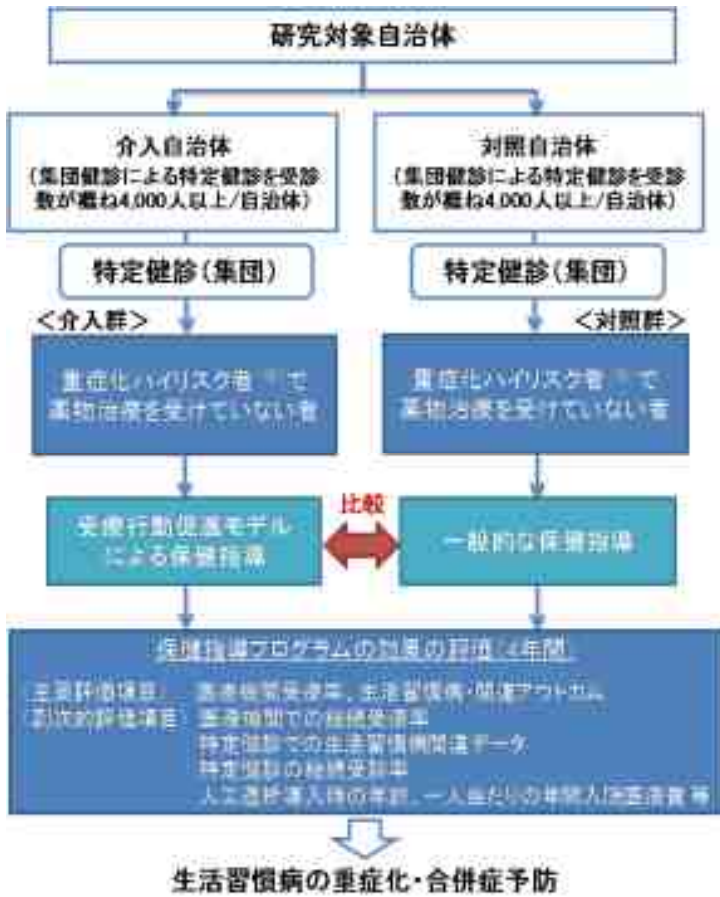 研究対象自治体
介入自治体
(集団健診による特定健診を受診
数が概ね4,000人以上/自治体)
対照自治体
(集団健診による特定健診を受診
数が概ね4,000人以上/自治体)
特定健診(集団)
特定健診(集団)
<介入群>
<対照群>
重症化ハイリスク者 で
薬物治療を受けていない者
重症化ハイリスク者 で
薬物治療を受けていない者
受療行動促進モデル
による保健指導
比較
一般的な保健指導
保健指導プログラムの効果の評価(4年間)
(主要評価項目) 医療機関受療率、生活習慣病・関連アウトカム
(副次的評価項目) 医療機関での継続受療率
特定健診での生活習慣病関連データ
特定健診の継続受診率
人工透析導入時の年齢、一人当たりの年間入院医療費 等
生活習慣病の重症化・合併症予防